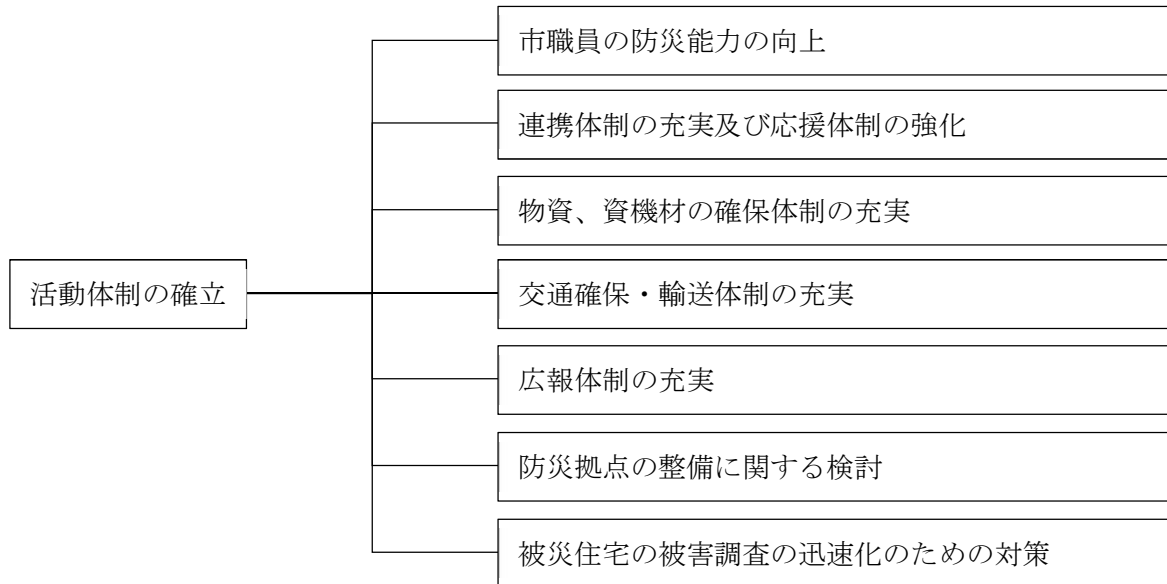 市職員の防災能力の向上
連携体制の充実及び応援体制の強化
物資、資機材の確保体制の充実
活動体制の確立
交通確保・輸送体制の充実
広報体制の充実
防災拠点の整備に関する検討
被災住宅の被害調査の迅速化のための対策